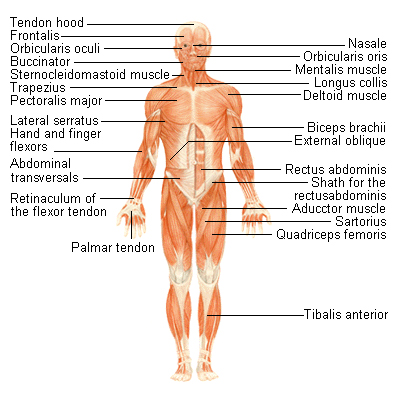 Tendon hood
Frontalis
Orbicularis oculi
Buccinator
Sternocleidomastoid muscle
Trapezius
Pectoralis major
Lateral serratus
Hand and finger
flexors
Abdominal
transversals
Retinaculum of
the flexor tendon
Palmar tendon
Nasale
Orbicularis oris
Mentalis muscle
Longus collis
Deltoid muscle
Biceps brachii
External oblique
Rectus abdominis
Shath for the
rectusabdominis
Aducctor muscle
Sartorius
Quadriceps femoris
Tibalis anterior